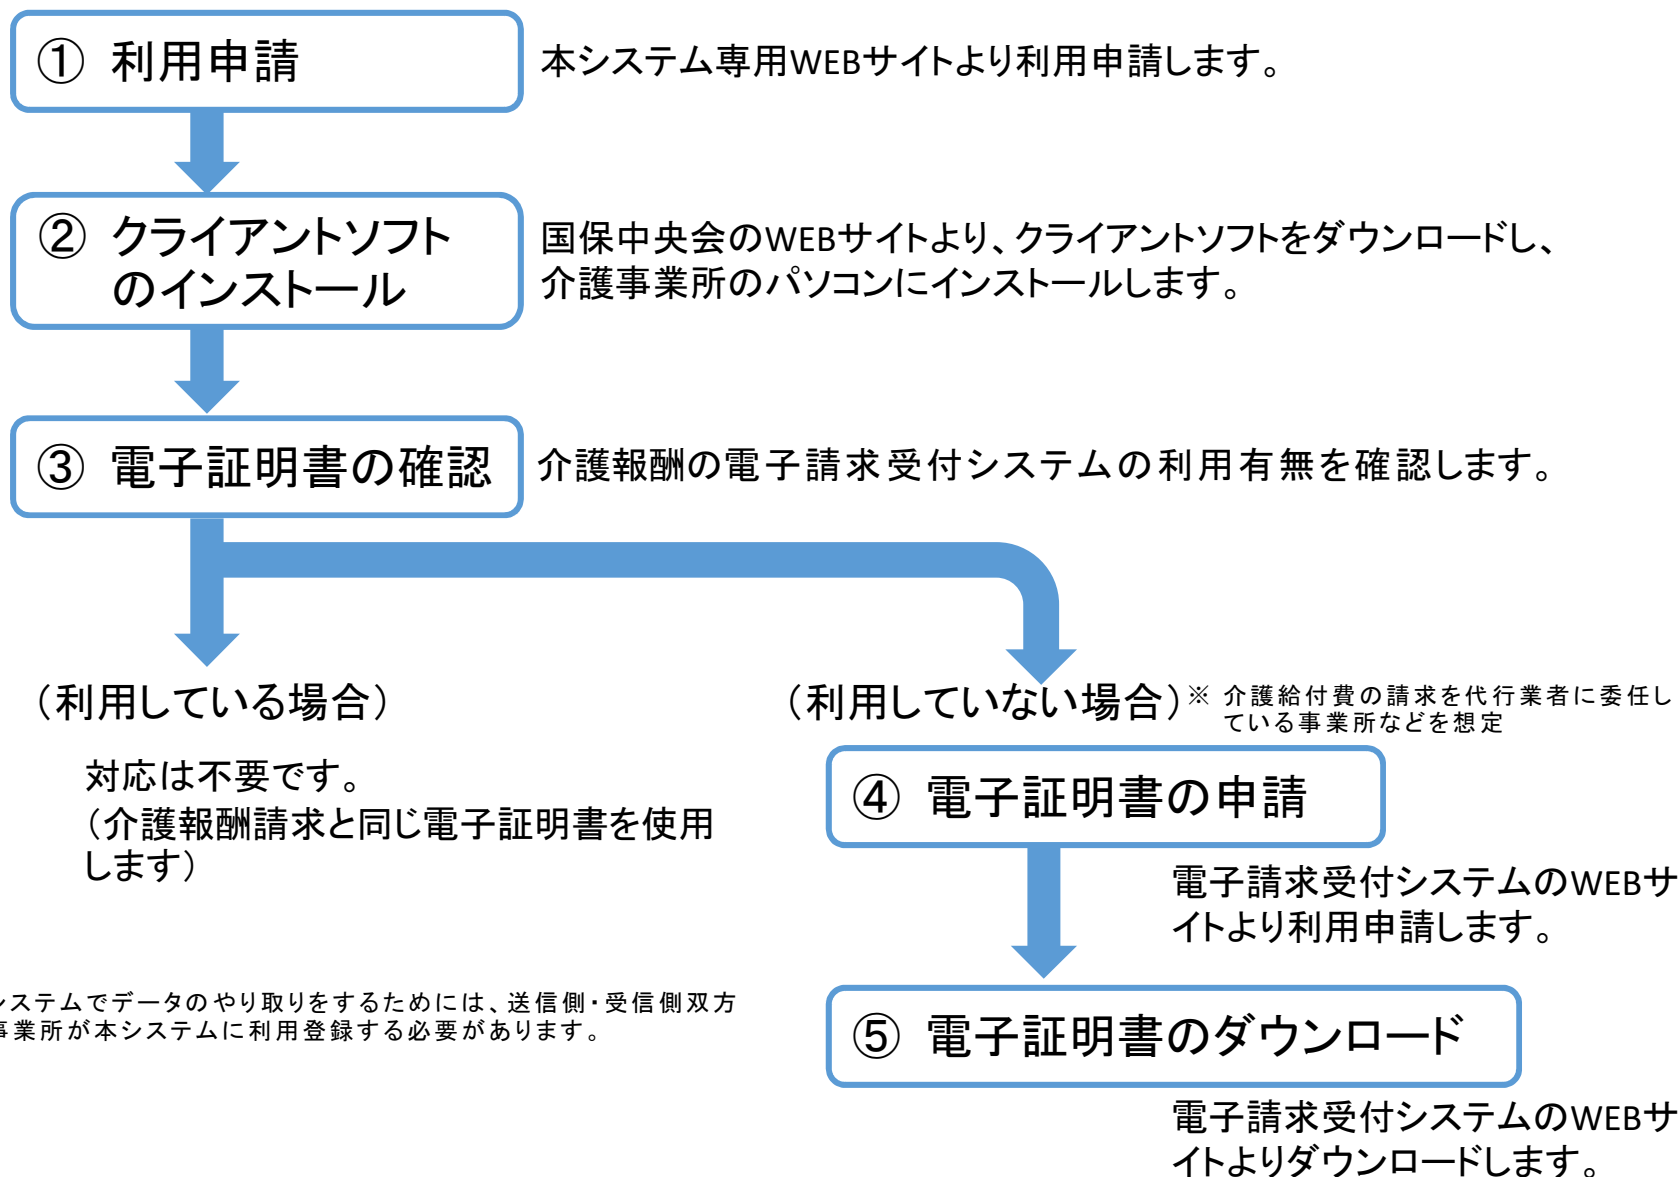 ① 利用申請
本システム専用WEBサイトより利用申請します。
② クライアントソフト
のインストール
国保中央会のWEBサイトより、クライアントソフトをダウンロードし、
介護事業所のパソコンにインストールします。
③ 電子証明書の確認
介護報酬の電子請求受付システムの利用有無を確認します。
（利用している場合）
対応は不要です。
（介護報酬請求と同じ電子証明書を使用
します）
（利用していない場合）
※ 介護給付費の請求を代行業者に委任し
ている事業所などを想定
④ 電子証明書の申請
電子請求受付システムのWEBサ
イトより利用申請します。
システムでデータのやり取りをするためには、送信側・受信側双方
事業所が本システムに利用登録する必要があります。
⑤ 電子証明書のダウンロード
電子請求受付システムのWEBサ
イトよりダウンロードします。